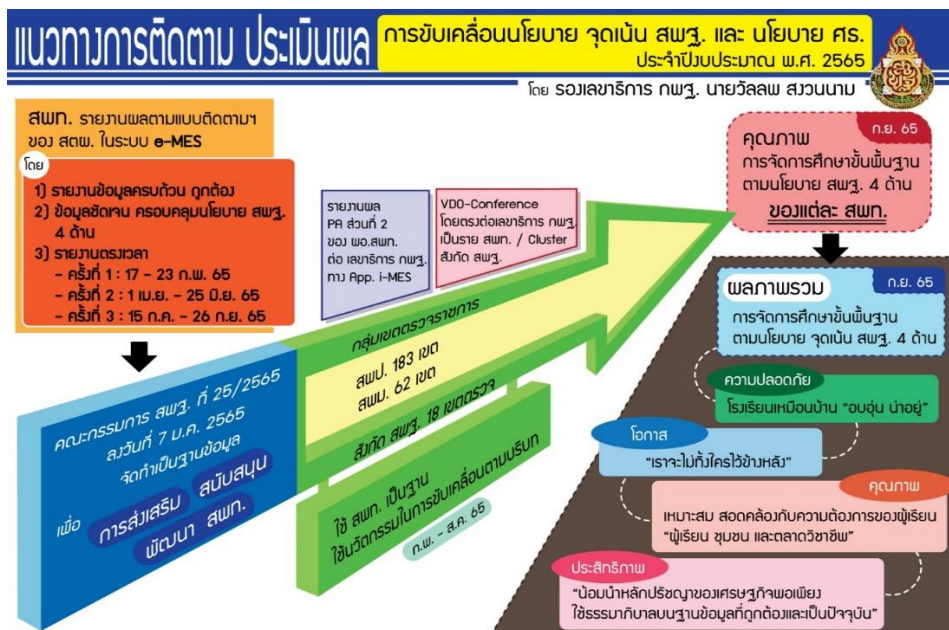 แนวทางการติดตาม ประเมินผล
การขับเคลื่อนนโยบาย จุดเน้น สพฐ. และ นโยบาย ศธ.
ประจำปีงบประมาณ พ.ศ. 2565
โดย รองเลขาธิการ กพฐ. นายวัลลพ สงวนนาม
สพท. รายงานผลตามแบบติดตามฯ
ของ สตผ. ในระบบ e-MES
โดย
1) รายงานข้อมูลครบถ้วน ถูกต้อง
2) ข้อมูลชัดเจน ครอบคลุมนโยบาย สพฐ.
4 ด้าน
3) รายงานตรงเวลา
- ครั้งที่ 1 : 17 - 23 ก.พ. 65
- ครั้งที่ 2 : 1 เม.ย. - 25 มิ.ย. 65
- ครั้งที่ 3 : 15 ก.ค. - 26 ก.ย. 65
คณะกรรมการ สพฐ. ที่ 25/2565
ลงวันที่ 7 ม.ค. 2565
จัดทำเป็นฐานข้อมูล
เพื่อ การส่งเสริม สนับสนุน
พัฒนา สพท.
รายงานผล
PA ส่วนที่ 2
ของ ผอ.สพท.
ต่อ เลขาธิการ กพฐ.
ทาง App. i-MES
VDO-Conference
โดยตรงต่อเลขาธิการ กพฐ.
เป็นราย สพท. / Cluster
สังกัด สพฐ.
กลุ่มเขตตรวจราชการ
สพป. 183 เขต
สพม. 62 เขต
สังกัด สพฐ. 18 เขตตรวจ
ใช้ สพท. เป็นฐาน
ใช้นวัตกรรมในการขับเคลื่อนตามบริบท
ก.พ. - ส.ค. 65
ก.ย. 65
คุณภาพ
การจัดการศึกษาขั้นพื้นฐาน
ตามนโยบาย สพฐ. 4 ด้าน
ของแต่ละ สพท.
ผลภาพรวม
ก.ย. 65
การจัดการศึกษาขั้นพื้นฐาน
ตามนโยบาย จุดเน้น สพฐ. 4 ด้าน
ความปลอดภัย
โรงเรียนเหมือนบ้าน “อบอุ่น น่าอยู่”
โอกาส
“เราจะไม่ทิ้งใครไว้ข้างหลัง”
คุณภาพ
เหมาะสม สอดคล้องกับความต้องการของผู้เรียน
“ผู้เรียน ชุมชน และตลาดวิชาชีพ”
ประสิทธิภาพ
“น้อมนำหลักปรัชญาของเศรษฐกิจพอเพียง
ใช้ธรรมาภิบาลบนฐานข้อมูลที่ถูกต้องและเป็นปัจจุบัน”